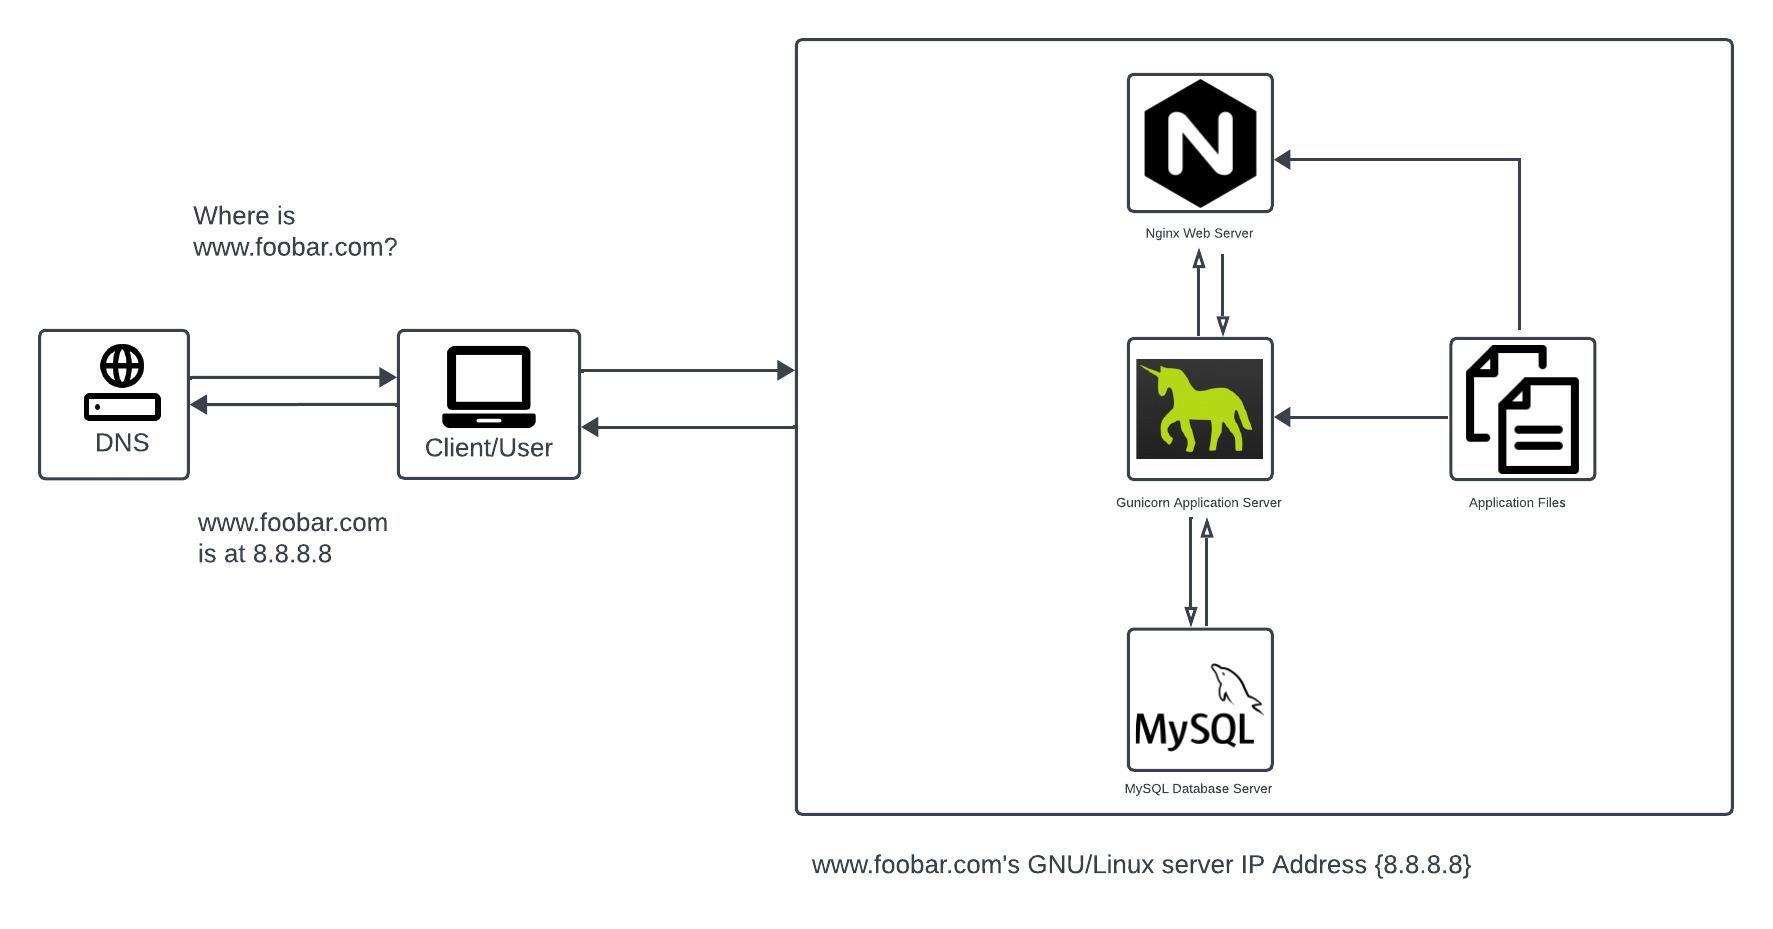 Where is
www.foobar.com?
DNS
Client/User
www.foobar.com
is at 8.8.8.8
N
Nginx Web Server
Gunicorn Application Server
Application Files
MySQL
MySQL Database Server
www.foobar.com's GNU/Linux server IP Address {8.8.8.8}